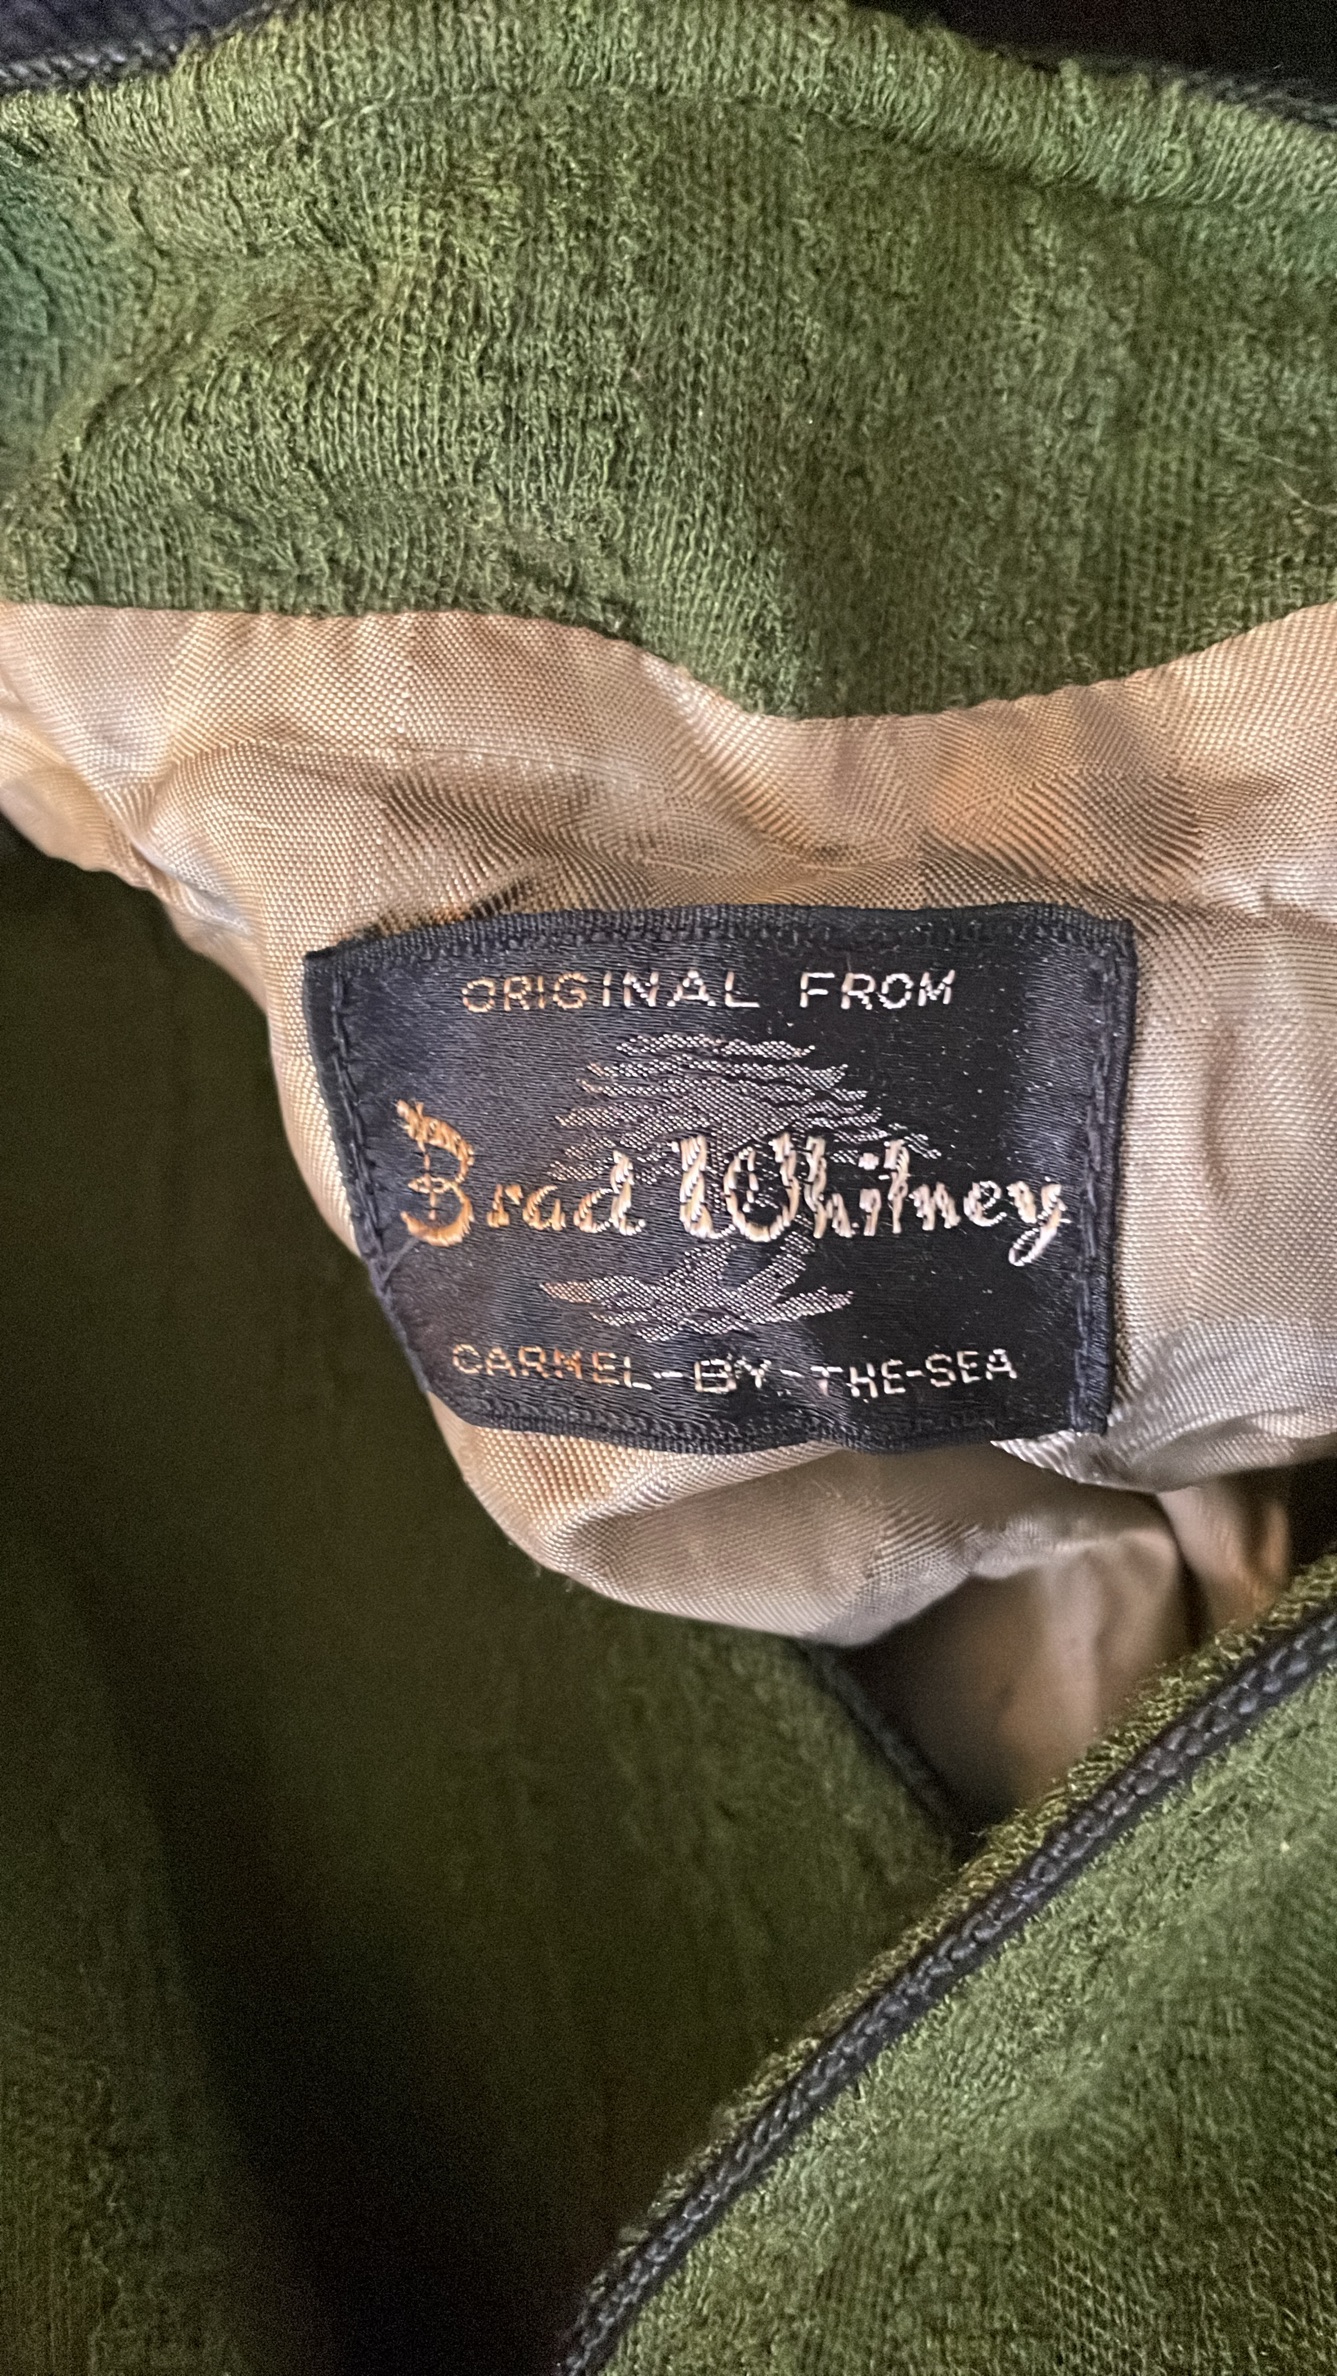 ORIGINAL FROM
Brad Whitney
CARMEL-BY-THE-SEA